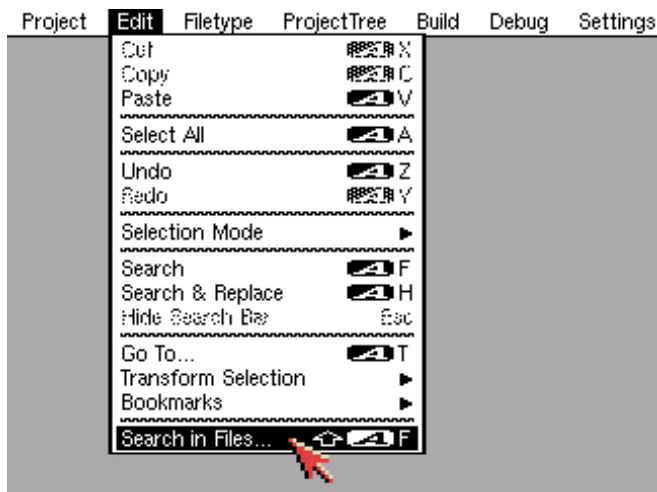 Project Edit Filetype ProjectTree Build Debug Settings
Cut X
Copy C
Paste V
Select All A
Undo Z
Redo Y
Selection Mode
Search F
Search & Replace H
Hide Search Bar Esc
Go To... T
Transform Selection
Bookmarks
Search in Files... F